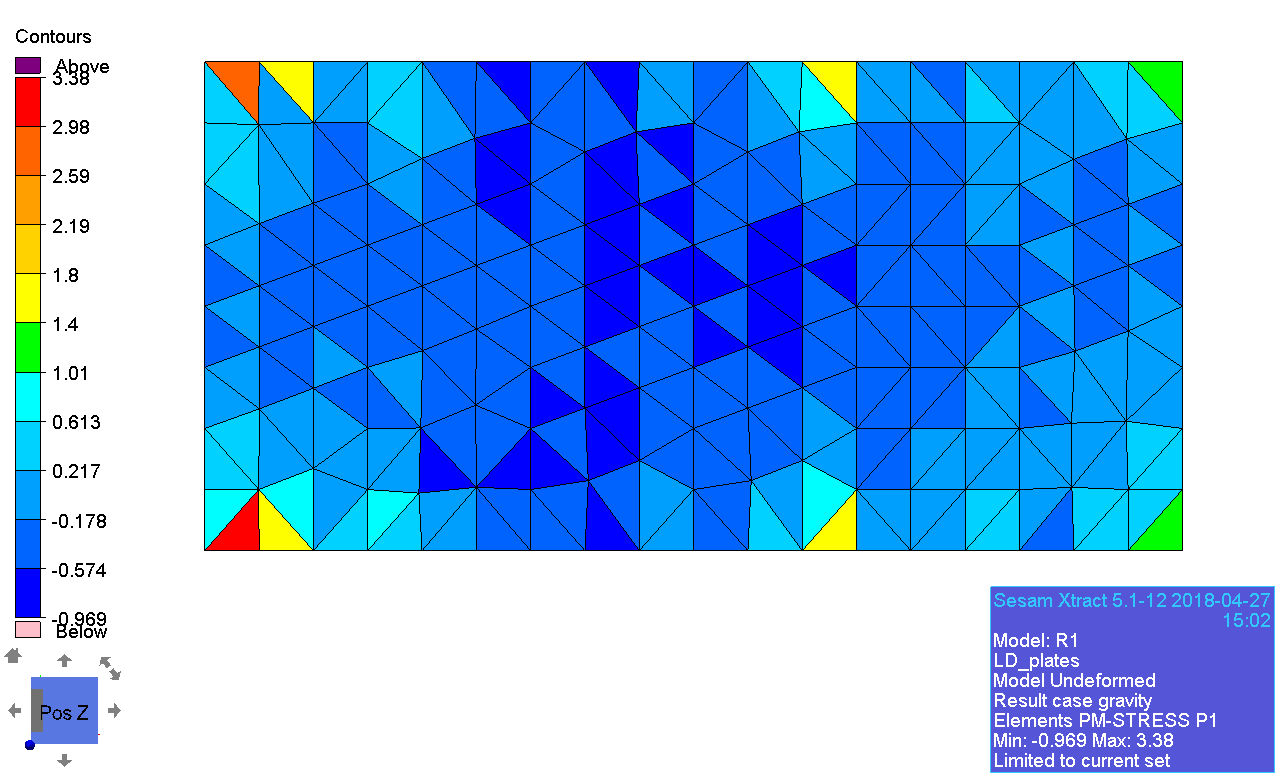 Contours
Above
3.38
2.98
2.59
2.19
1.8
1.4
1.01
0.613
0.217
-0.178
-0.574
-0.969
Below
Pos Z
Sesam Xtract 5.1-12 2018-04-27
15:02
Model: R1
LD_plates
Model Undeformed
Result case gravity
Elements PM-STRESS P1
Min: -0.969 Max: 3.38
Limited to current set